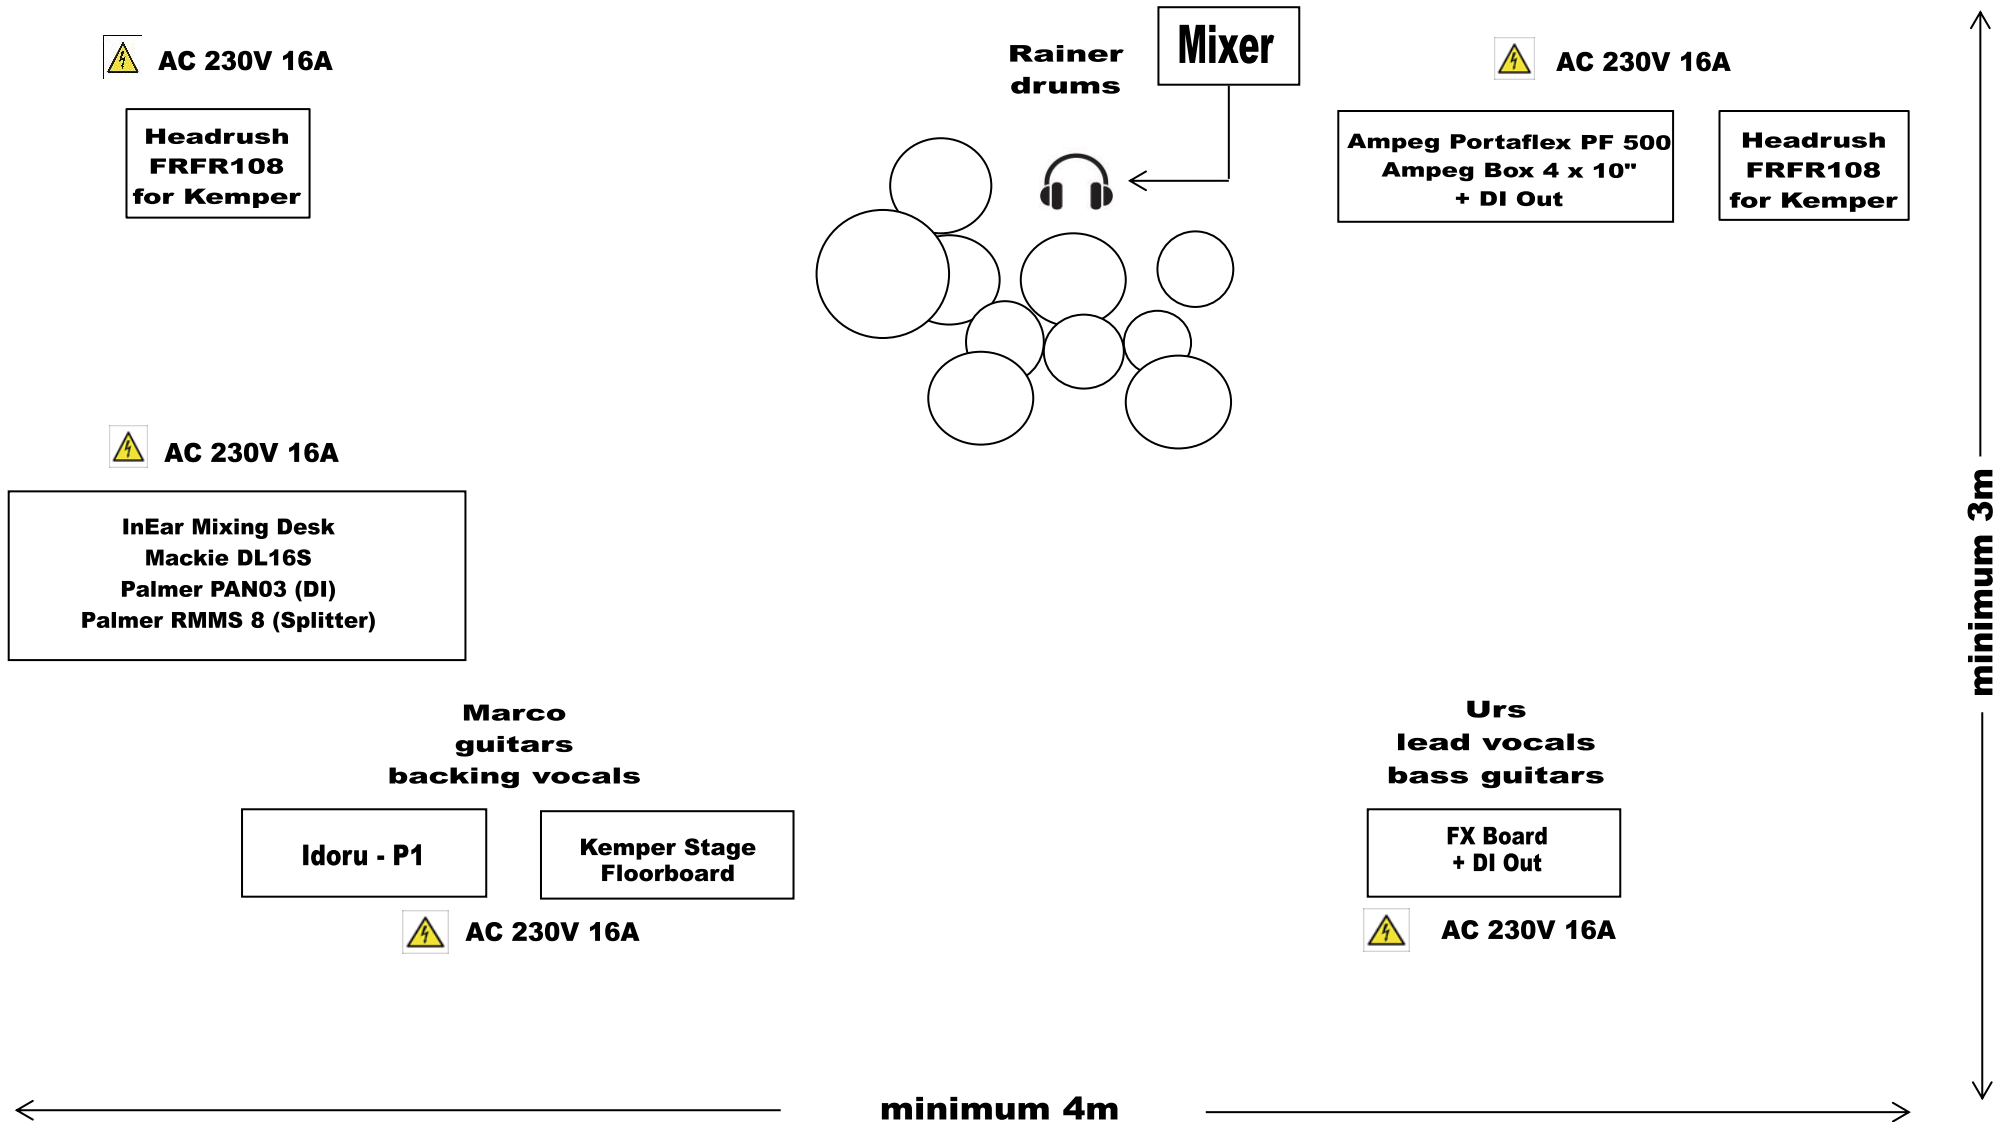 AC 230V 16A
Headrush
FRFR108
for Kemper
Rainer
drums
Mixer
AC 230V 16A
Ampeg Portaflex PF 500
Ampeg Box 4 x 10"
+ DI Out
Headrush
FRFR108
for Kemper
AC 230V 16A
InEar Mixing Desk
Mackie DL16S
Palmer PAN03 (DI)
Palmer RMMS 8 (Splitter)
minimum 3m
Marco
guitars
backing vocals
Idoru - P1
Kemper Stage
Floorboard
AC 230V 16A
Urs
lead vocals
bass guitars
FX Board
+ DI Out
AC 230V 16A
minimum 4m